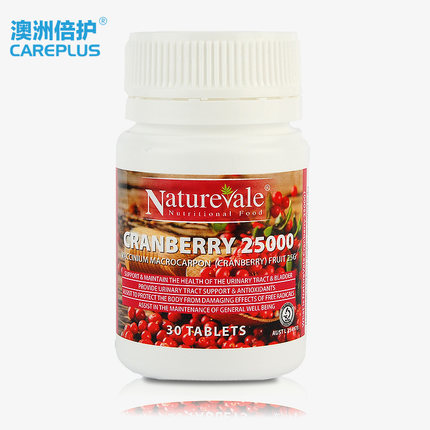 澳洲倍护®
CAREPLUS
Naturevale®
Nutritional Food
CRANBERRY 25000
MACROCARPON (CRANBERRY) FRUIT 25G
SUPPORT & MAINTAIN THE HEALTH OF THE URINARY TRACT & BLADDER
PROVIDE URINARY TRACT SUPPORT & ANTIOXIDANTS
ASSIST TO PROTECT THE BODY FROM DAMAGING EFFECTS OF FREE RADICALS
ASSIST IN THE MAINTENANCE OF GENERAL WELL BEING
30 TABLETS